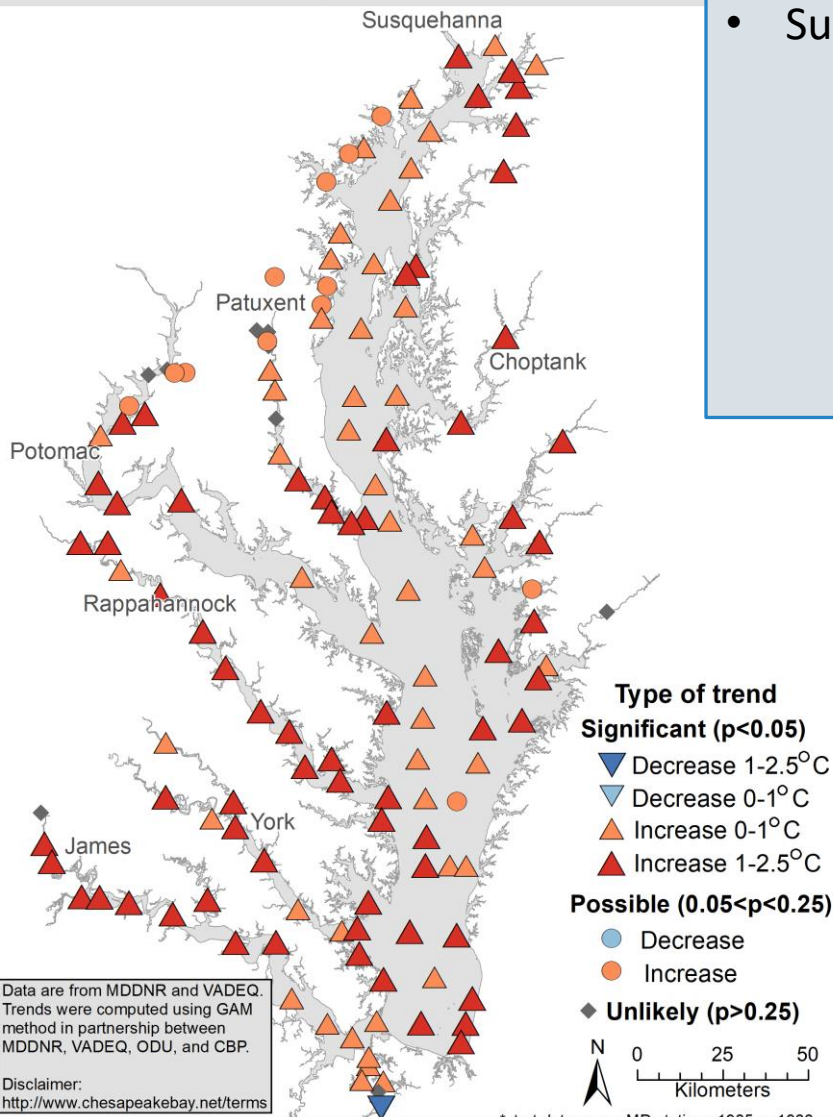 Susquehanna
• Su
Patuxent
Choptank
Potomac
Rappahannock
York
James
Type of trend
Significant (p<0.05)
Decrease 1-2.5°C
Decrease 0-1°C
Increase 0-1°C
Increase 1-2.5°C
Possible (0.05<p<0.25)
Decrease
Increase
Unlikely (p>0.25)
N
0 25 50
Kilometers
Data are from MDDNR and VADEQ.
Trends were computed using GAM
method in partnership between
MDDNR, VADEQ, ODU, and CBP.
Disclaimer:
http://www.chesapeakebay.net/terms